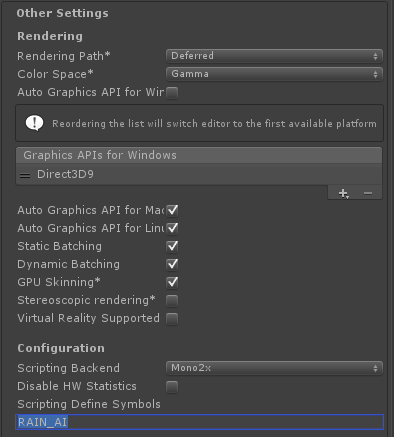 Other Settings
Rendering
Rendering Path* Deferred
Color Space* Gamma
Auto Graphics API for Win
Reordering the list will switch editor to the first available platform
Graphics APIs for Windows
Direct3D9
Auto Graphics API for Mac
Auto Graphics API for Linu
Static Batching
Dynamic Batching
GPU Skinning*
Stereoscopic rendering*
Virtual Reality Supported
Configuration
Scripting Backend Mono2x
Disable HW Statistics
Scripting Define Symbols
RAIN_AI